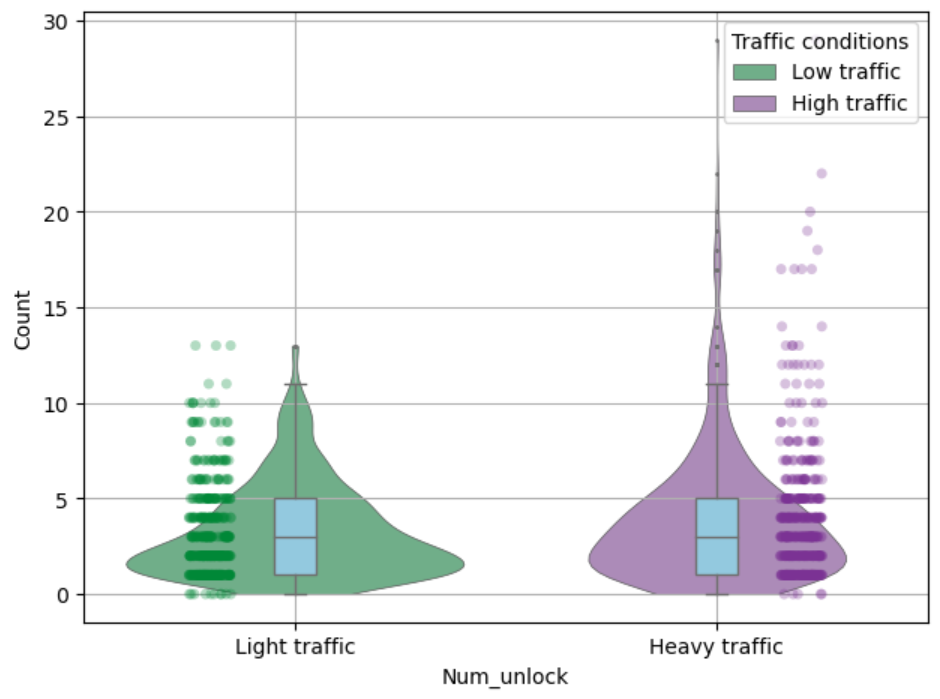 30
25
20
15
10
5
0
Count
Traffic conditions
Low traffic
High traffic
Light traffic
Heavy traffic
Num_unlock